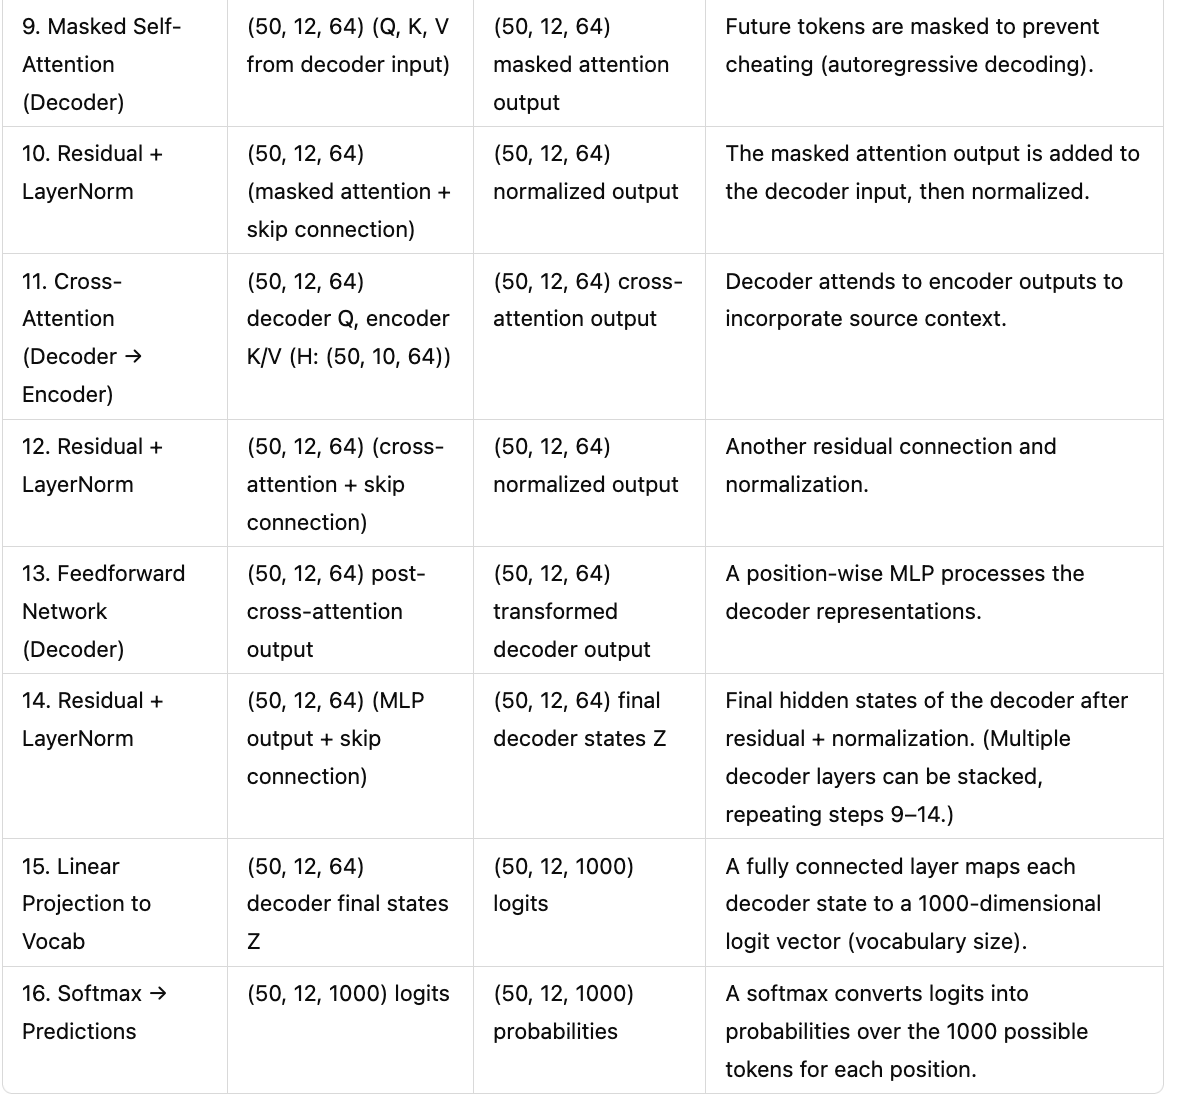 9. Masked Self-
Attention
(Decoder)
(50, 12, 64) (Q, K, V
from decoder input)
(50, 12, 64)
masked attention
output
Future tokens are masked to prevent
cheating (autoregressive decoding).
10. Residual +
LayerNorm
(50, 12, 64)
(masked attention +
skip connection)
(50, 12, 64)
normalized output
The masked attention output is added to
the decoder input, then normalized.
11. Cross-
Attention
(Decoder →
Encoder)
(50, 12, 64)
decoder Q, encoder
K/V (H: (50, 10, 64))
(50, 12, 64) cross-
attention output
Decoder attends to encoder outputs to
incorporate source context.
12. Residual +
LayerNorm
(50, 12, 64) (cross-
attention + skip
connection)
(50, 12, 64)
normalized output
Another residual connection and
normalization.
13. Feedforward
Network
(Decoder)
(50, 12, 64) post-
cross-attention
output
(50, 12, 64)
transformed
decoder output
A position-wise MLP processes the
decoder representations.
14. Residual +
LayerNorm
(50, 12, 64) (MLP
output + skip
connection)
(50, 12, 64) final
decoder states Z
Final hidden states of the decoder after
residual + normalization. (Multiple
decoder layers can be stacked,
repeating steps 9–14.)
15. Linear
Projection to
Vocab
(50, 12, 64)
decoder final states
Z
(50, 12, 1000)
logits
A fully connected layer maps each
decoder state to a 1000-dimensional
logit vector (vocabulary size).
16. Softmax →
Predictions
(50, 12, 1000) logits
(50, 12, 1000)
probabilities
A softmax converts logits into
probabilities over the 1000 possible
tokens for each position.